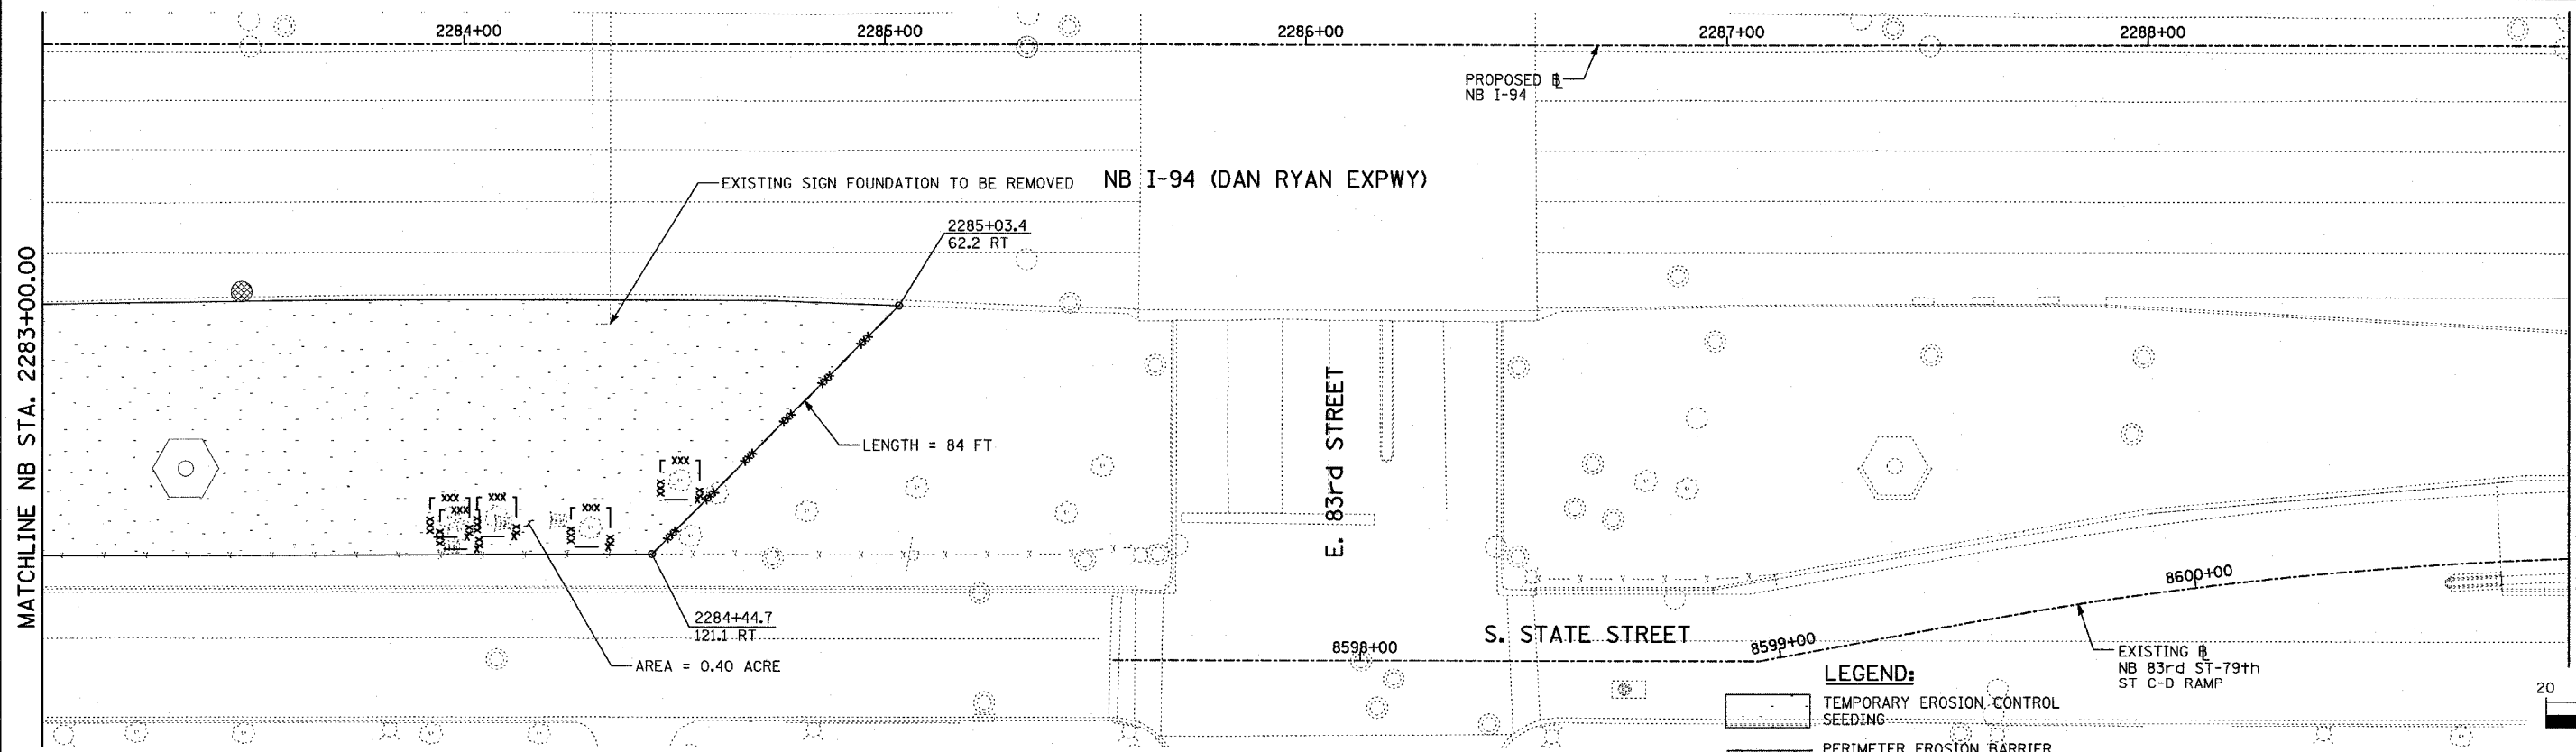 2284+00
2285+00
2286+00
2287+00
2288+00
PROPOSED ⅊
NB I-94
EXISTING SIGN FOUNDATION TO BE REMOVED
NB I-94 (DAN RYAN EXPWY)
2285+03.4
62.2 RT
MATCHLINE NB STA. 2283+00.00
LENGTH = 84 FT
E. 83rd STREET
2284+44.7
121.1 RT
AREA = 0.40 ACRE
S. STATE STREET
8598+00
8599+00
8600+00
EXISTING ⅊
NB 83rd ST-79th
ST C-D RAMP
LEGEND:
TEMPORARY EROSION CONTROL
SEEDING
PERIMETER EROSION BARRIER
20